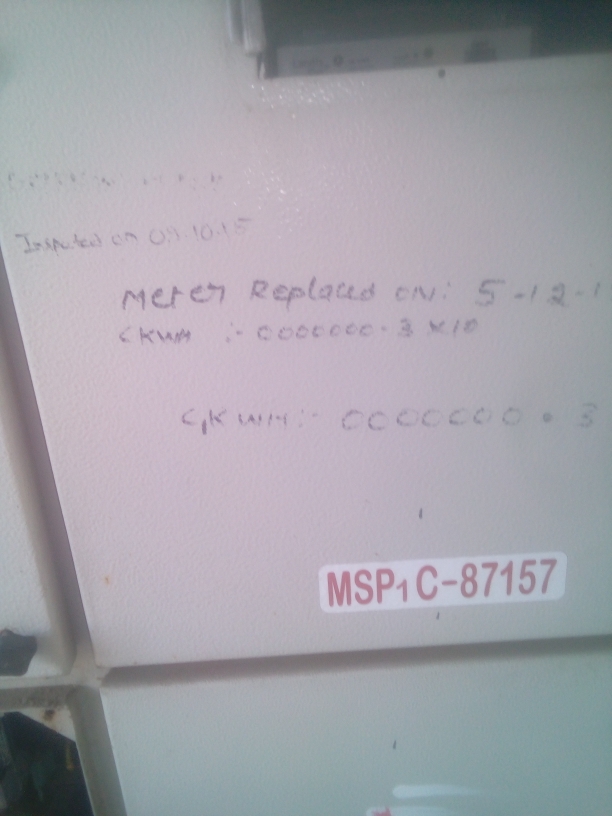 Inspected on 09.10.15
Meter Replaced ON: 5-12-1
CKWH :- 0000000.3 X10
C,KWH:- 0000000.3
MSP1C-87157